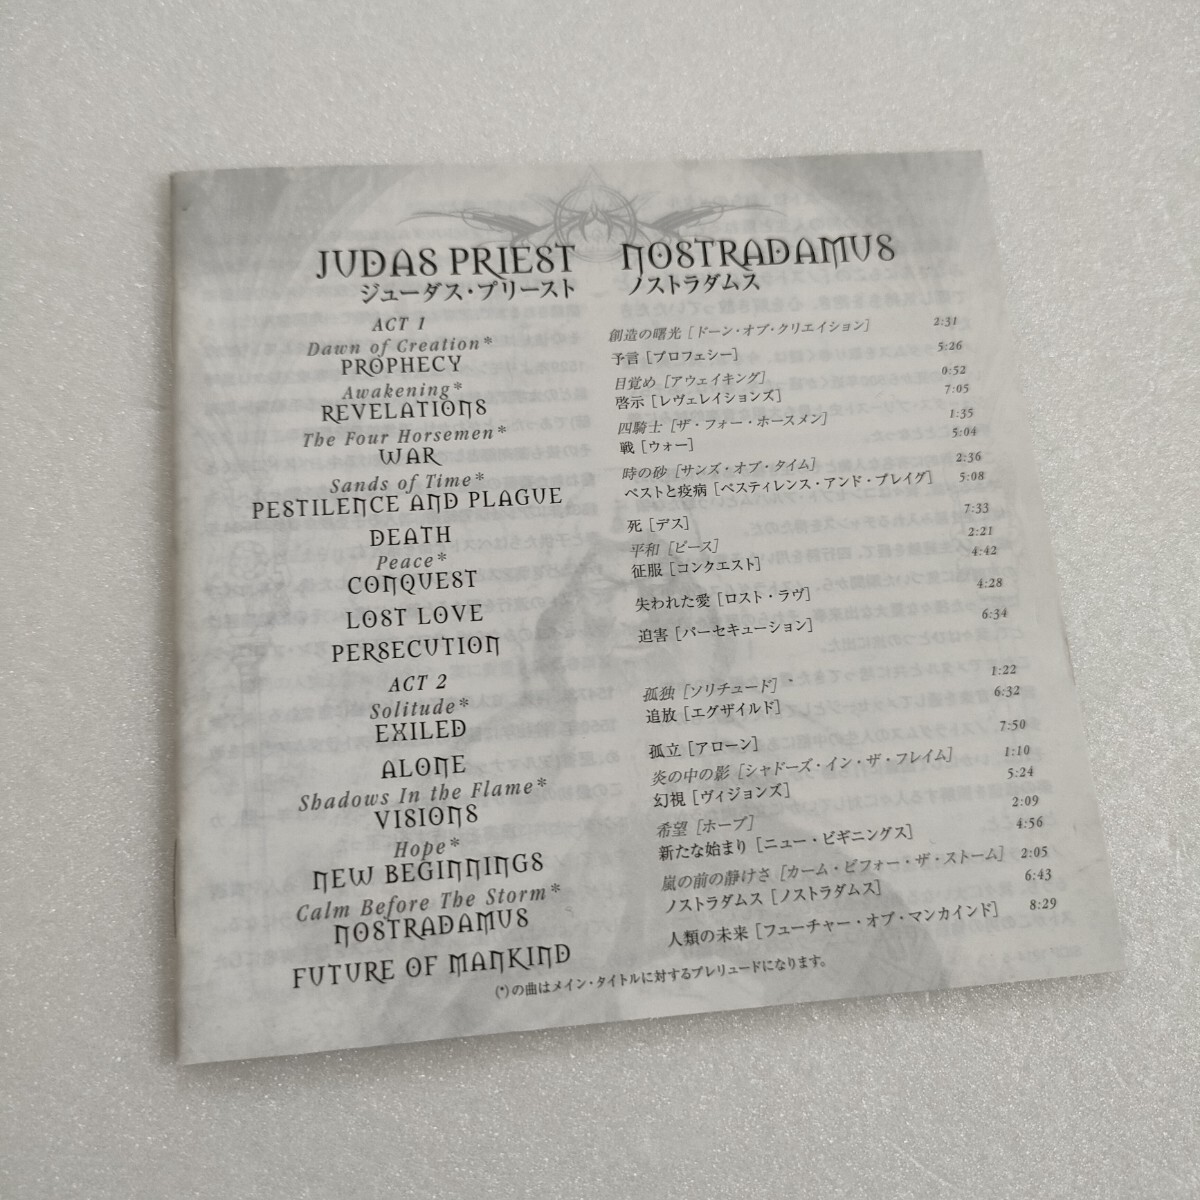 JUDAS PRIEST NOSTRADAMUS
ジューダス・プリースト ノストラダムス
ACT 1
Dawn of Creation* 創造の曙光［ドーン・オブ・クリエイション］ 2:31
PROPHECY 予言［プロフェシー］ 5:26
Awakening* 目覚め［アウェイキング］ 0:52
REVELATIONS 啓示［レヴェレイションズ］ 7:05
The Four Horsemen* 四騎士［ザ・フォー・ホースメン］ 1:35
WAR 戦［ウォー］ 5:04
Sands of Time* 時の砂［サンズ・オブ・タイム］ 2:36
PESTILENCE AND PLAGUE ペストと疫病［ペスティレンス・アンド・プレイグ］ 5:08
DEATH 死［デス］ 7:33
Peace* 平和［ピース］ 2:21
CONQUEST 征服［コンクエスト］ 4:42
LOST LOVE 失われた愛［ロスト・ラヴ］ 4:28
PERSECUTION 迫害［パーセキューション］ 6:34
ACT 2
Solitude* 孤独［ソリチュード］ 1:22
EXILED 追放［エグザイルド］ 6:32
ALONE 孤立［アローン］ 7:50
Shadows In the Flame* 炎の中の影［シャドーズ・イン・ザ・フレイム］ 1:10
VISIONS 幻視［ヴィジョンズ］ 5:24
Hope* 希望［ホープ］ 2:09
NEW BEGINNINGS 新たな始まり［ニュー・ビギニングス］ 4:56
Calm Before The Storm* 嵐の前の静けさ［カーム・ビフォー・ザ・ストーム］ 2:05
NOSTRADAMUS ノストラダムス［ノストラダムス］ 6:43
FUTURE OF MANKIND 人類の未来［フューチャー・オブ・マンカインド］ 8:29
(*)の曲はメイン・タイトルに対するプレリュードになります。